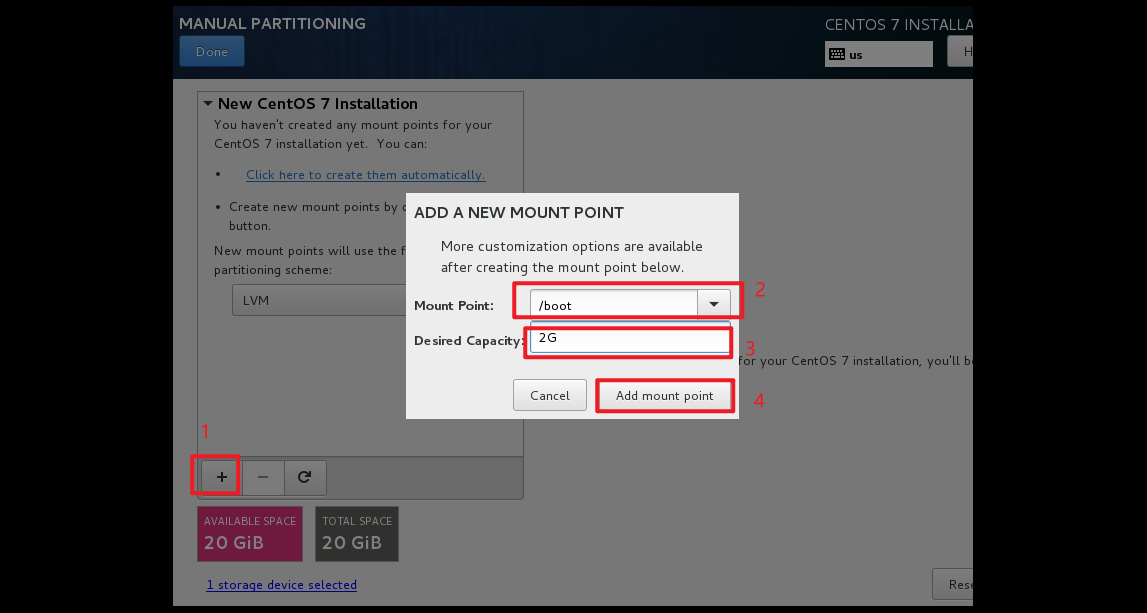 MANUAL PARTITIONING
CENTOS 7 INSTALLA
Done
us
H
New CentOS 7 Installation
You haven't created any mount points for your
CentOS 7 installation yet. You can:
• Click here to create them automatically.
• Create new mount points by c
button.
New mount points will use the f
partitioning scheme:
LVM
ADD A NEW MOUNT POINT
More customization options are available
after creating the mount point below.
Mount Point:
/boot
2
Desired Capacity:
2G
3
for your CentOS 7 installation, you'll be
Cancel
Add mount point
4
1
+
−
AVAILABLE SPACE
20 GiB
TOTAL SPACE
20 GiB
1 storage device selected
Rese